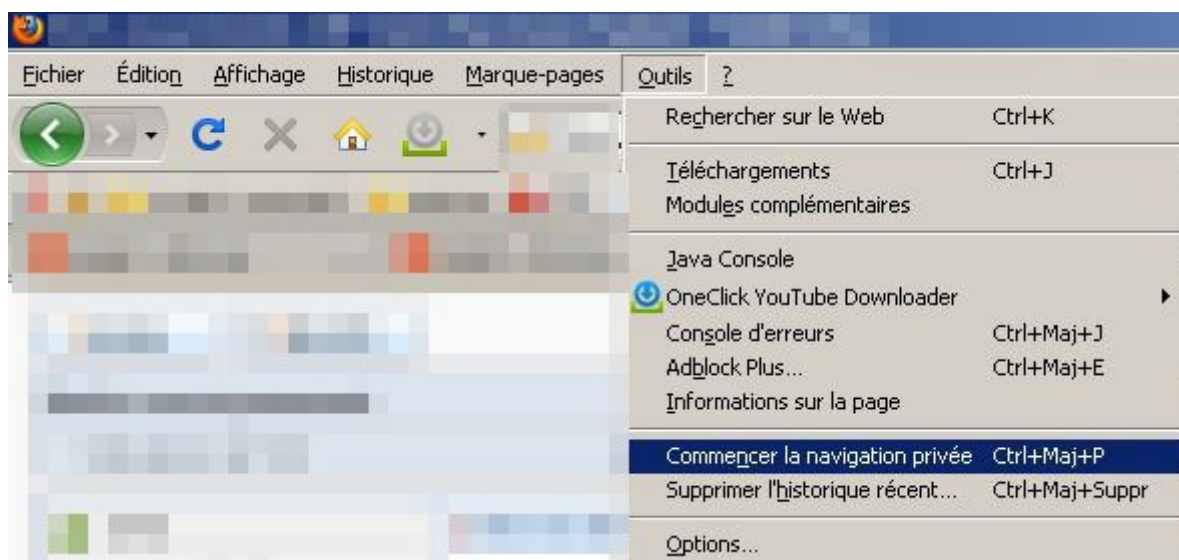 Fichier Édition Affichage Historique Marque-pages Outils ?
Rechercher sur le Web Ctrl+K
Téléchargements Ctrl+J
Modules complémentaires
Java Console
OneClick YouTube Downloader
Console d'erreurs Ctrl+Maj+J
Adblock Plus... Ctrl+Maj+E
Informations sur la page
Commencer la navigation privée Ctrl+Maj+P
Supprimer l'historique récent... Ctrl+Maj+Suppr
Options...